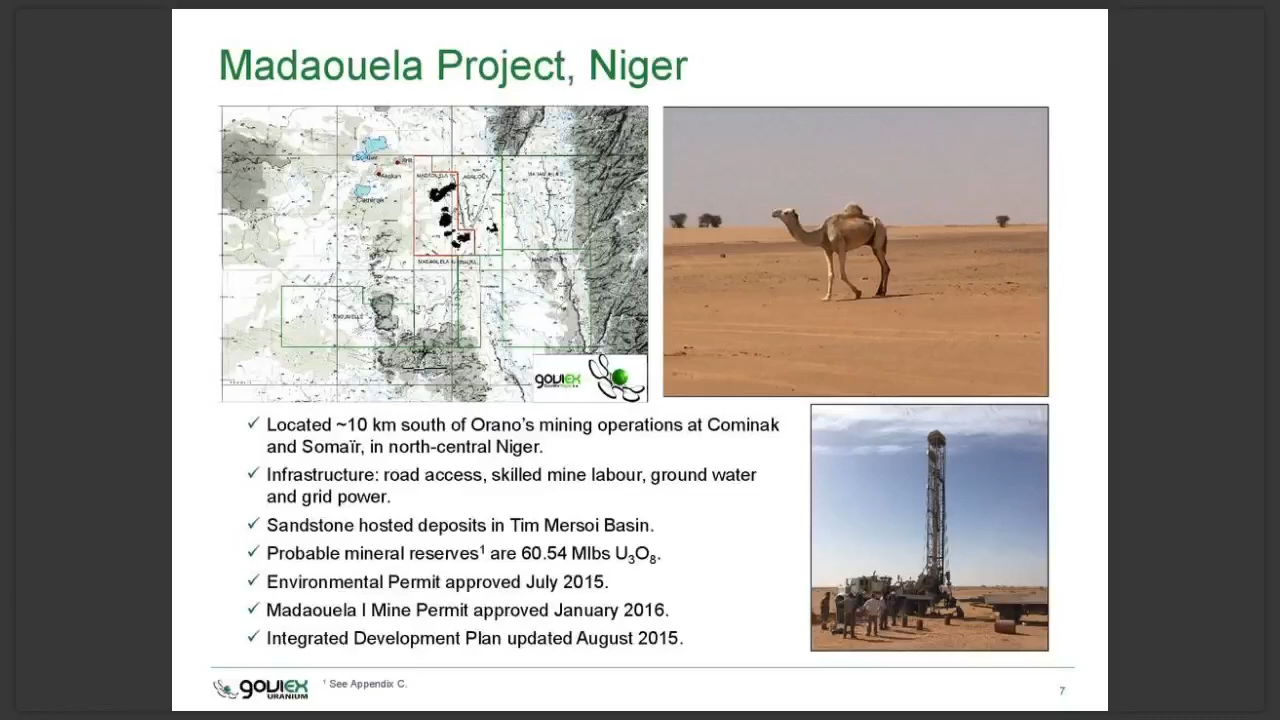 Madaouela Project, Niger
Somair
Cominak
goviex
✓ Located ~10 km south of Orano’s mining operations at Cominak
and Somaïr, in north-central Niger.
✓ Infrastructure: road access, skilled mine labour, ground water
and grid power.
✓ Sandstone hosted deposits in Tim Mersoi Basin.
✓ Probable mineral reserves¹ are 60.54 Mlbs U₃O₈.
✓ Environmental Permit approved July 2015.
✓ Madaouela I Mine Permit approved January 2016.
✓ Integrated Development Plan updated August 2015.
goviex
URANIUM
¹ See Appendix C.
7